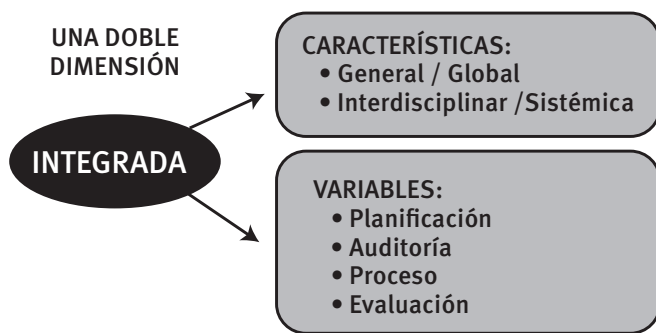 UNA DOBLE
DIMENSIÓN
INTEGRADA
CARACTERÍSTICAS:
• General / Global
• Interdisciplinar /Sistémica
VARIABLES:
• Planificación
• Auditoría
• Proceso
• Evaluación